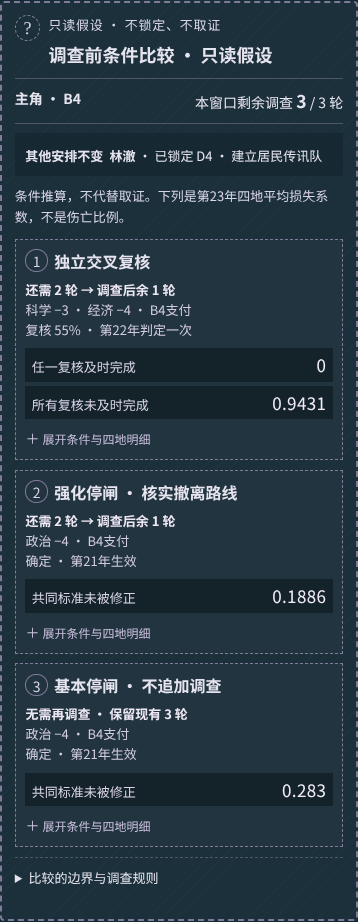 ?
只读假设 · 不锁定、不取证
调查前条件比较 · 只读假设
主角 · B4
本窗口剩余调查 3 / 3 轮
其他安排不变 林澈 · 已锁定 D4 · 建立居民传讯队
条件推算，不代替取证。下列是第23年四地平均损失系
数，不是伤亡比例。
1 独立交叉复核
还需 2 轮 → 调查后余 1 轮
科学 −3 · 经济 −4 · B4支付
复核 55% · 第22年判定一次
任一复核及时完成 0
所有复核未及时完成 0.9431
＋ 展开条件与四地明细
2 强化停闸 · 核实撤离路线
还需 2 轮 → 调查后余 1 轮
政治 −4 · B4支付
确定 · 第21年生效
共同标准未被修正 0.1886
＋ 展开条件与四地明细
3 基本停闸 · 不追加调查
无需再调查 · 保留现有 3 轮
政治 −4 · B4支付
确定 · 第21年生效
共同标准未被修正 0.283
＋ 展开条件与四地明细
▶ 比较的边界与调查规则